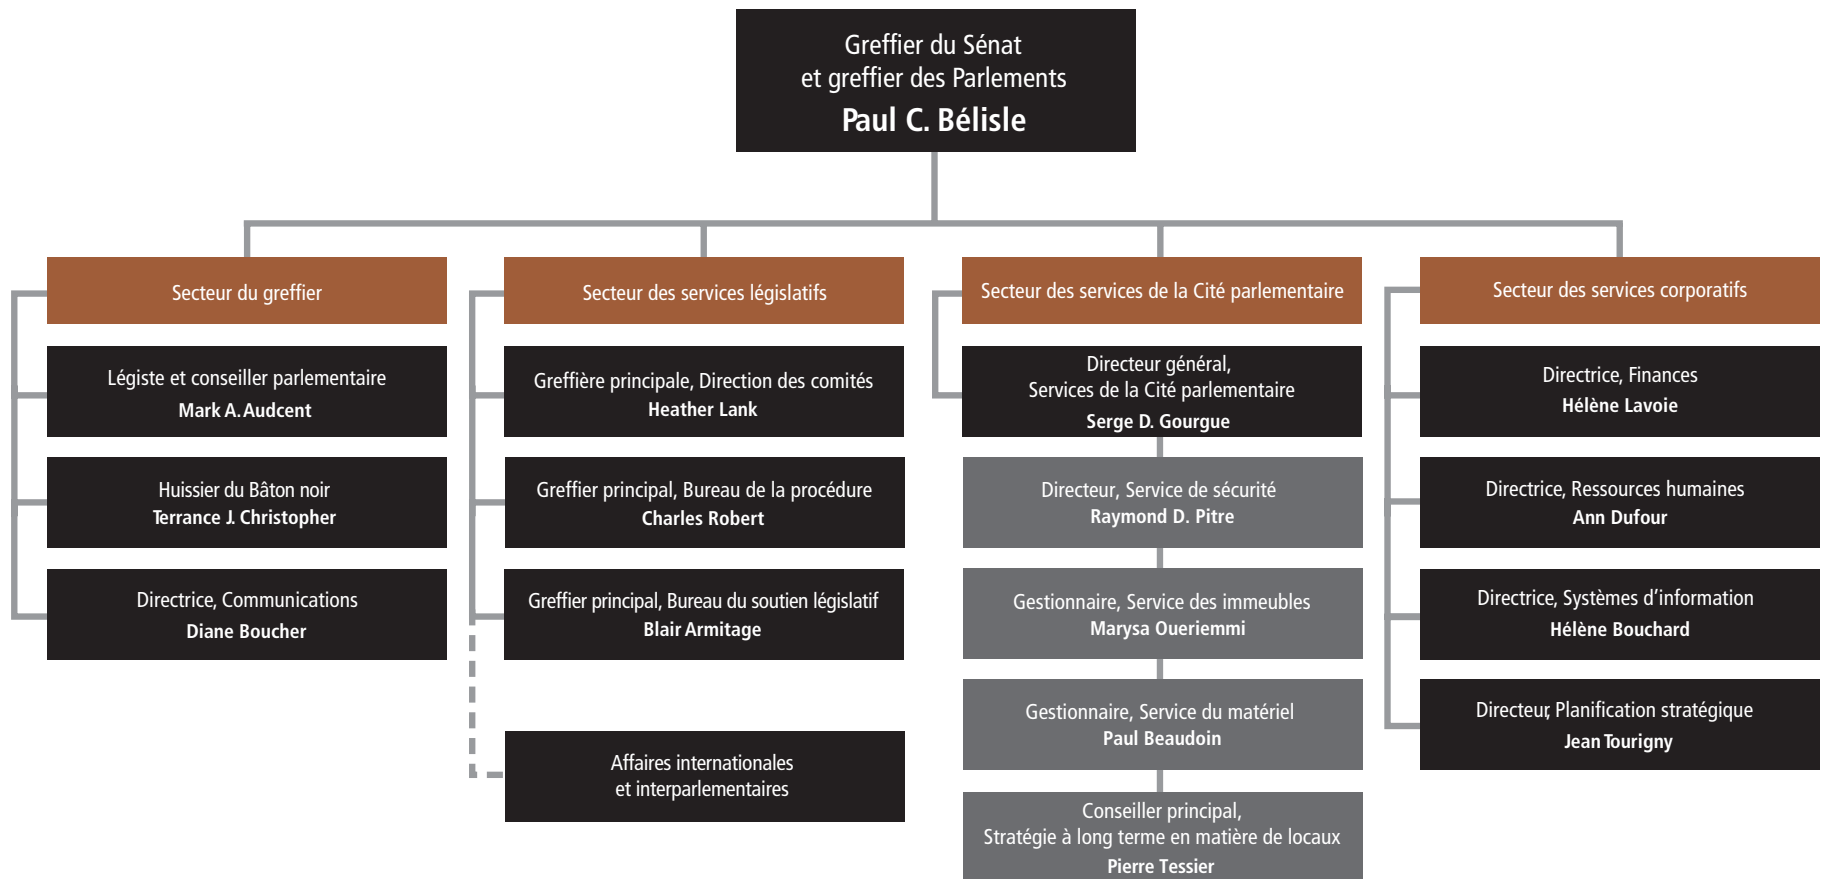 Greffier du Sénat
et greffier des Parlements
Paul C. Bélisle
Secteur du greffier
Légiste et conseiller parlementaire
Mark A. Audcent
Huissier du Bâton noir
Terrance J. Christopher
Directrice, Communications
Diane Boucher
Secteur des services législatifs
Greffière principale, Direction des comités
Heather Lank
Greffier principal, Bureau de la procédure
Charles Robert
Greffier principal, Bureau du soutien législatif
Blair Armitage
Affaires internationales
et interparlementaires
Secteur des services de la Cité parlementaire
Directeur général,
Services de la Cité parlementaire
Serge D. Gourgue
Directeur, Service de sécurité
Raymond D. Pitre
Gestionnaire, Service des immeubles
Marysa Oueriemmi
Gestionnaire, Service du matériel
Paul Beaudoin
Conseiller principal,
Stratégie à long terme en matière de locaux
Pierre Tessier
Secteur des services corporatifs
Directrice, Finances
Hélène Lavoie
Directrice, Ressources humaines
Ann Dufour
Directrice, Systèmes d'information
Hélène Bouchard
Directeur, Planification stratégique
Jean Tourigny